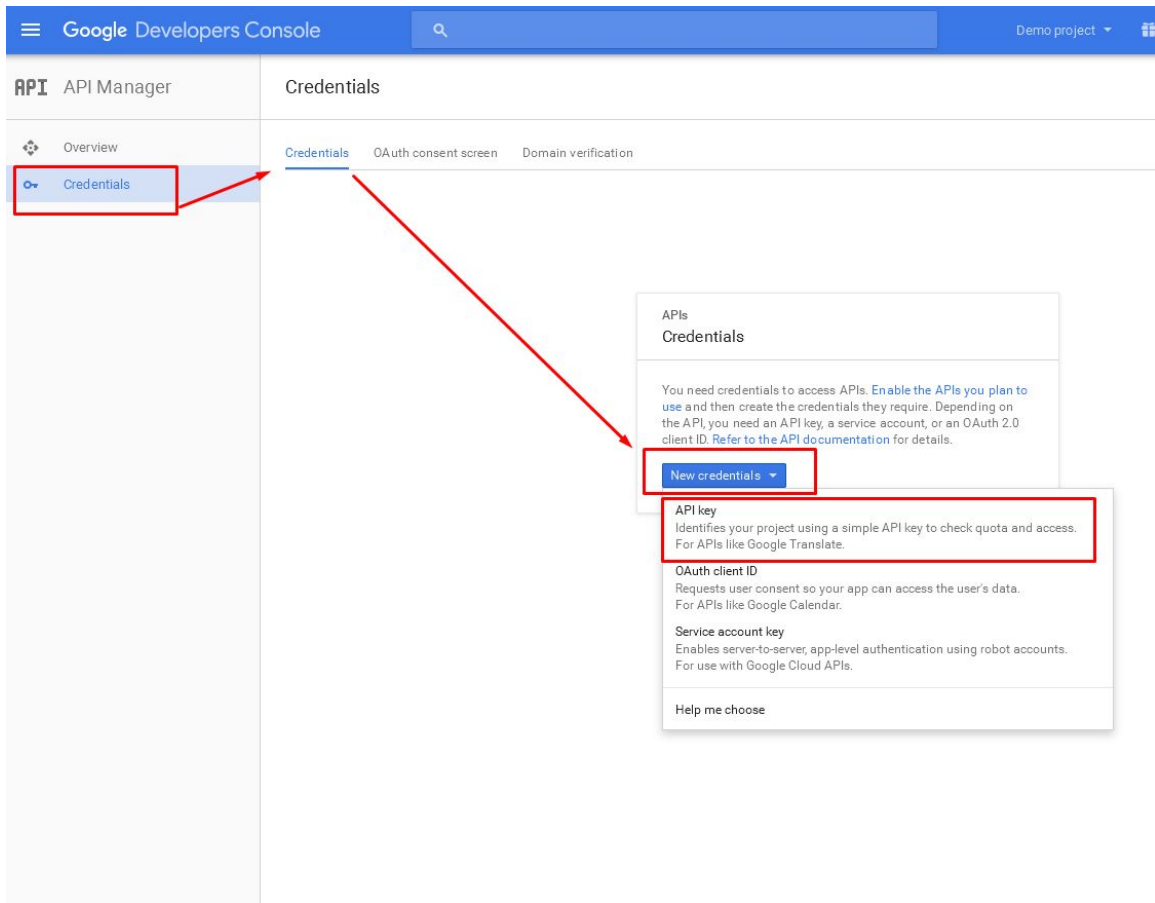 Google Developers Console
Demo project
API API Manager
Credentials
Overview
Credentials
Credentials OAuth consent screen Domain verification
APIs
Credentials
You need credentials to access APIs. Enable the APIs you plan to
use and then create the credentials they require. Depending on
the API, you need an API key, a service account, or an OAuth 2.0
client ID. Refer to the API documentation for details.
New credentials
API key
Identifies your project using a simple API key to check quota and access.
For APIs like Google Translate.
OAuth client ID
Requests user consent so your app can access the user's data.
For APIs like Google Calendar.
Service account key
Enables server-to-server, app-level authentication using robot accounts.
For use with Google Cloud APIs.
Help me choose